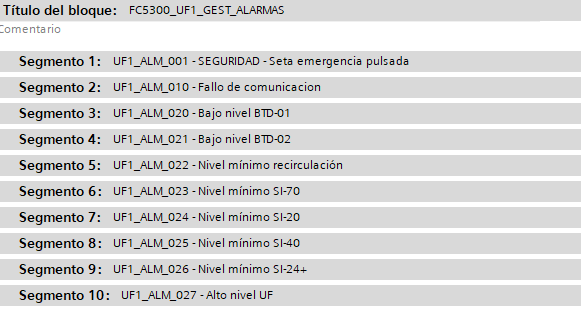 Título del bloque: FC5300_UF1_GEST_ALARMAS
Comentario
Segmento 1: UF1_ALM_001 - SEGURIDAD - Seta emergencia pulsada
Segmento 2: UF1_ALM_010 - Fallo de comunicacion
Segmento 3: UF1_ALM_020 - Bajo nivel BTD-01
Segmento 4: UF1_ALM_021 - Bajo nivel BTD-02
Segmento 5: UF1_ALM_022 - Nivel mínimo recirculación
Segmento 6: UF1_ALM_023 - Nivel mínimo SI-70
Segmento 7: UF1_ALM_024 - Nivel mínimo SI-20
Segmento 8: UF1_ALM_025 - Nivel mínimo SI-40
Segmento 9: UF1_ALM_026 - Nivel mínimo SI-24+
Segmento 10: UF1_ALM_027 - Alto nivel UF